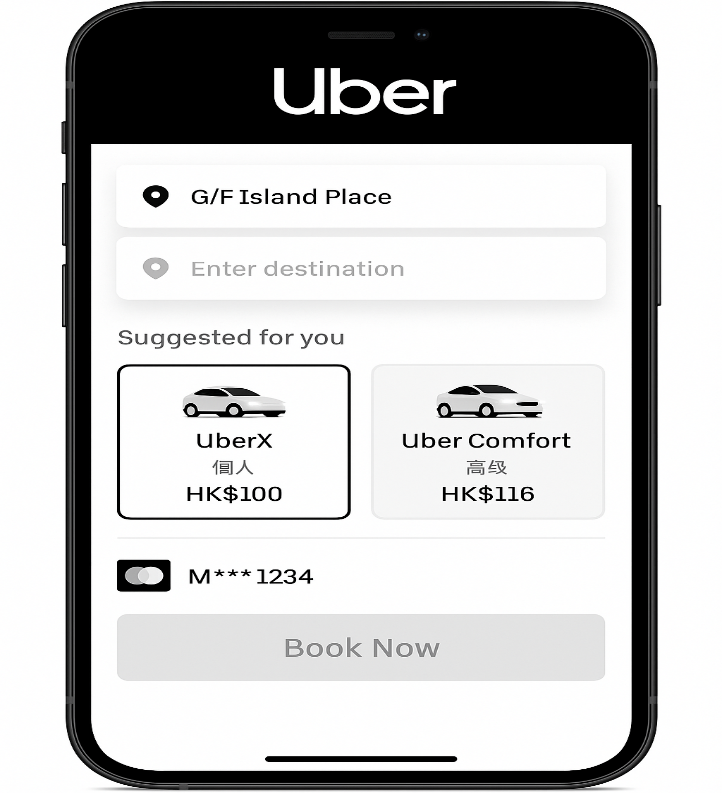 Uber
G/F Island Place
Enter destination
Suggested for you
UberX
個人
HK$100
Uber Comfort
高级
HK$116
M***1234
Book Now